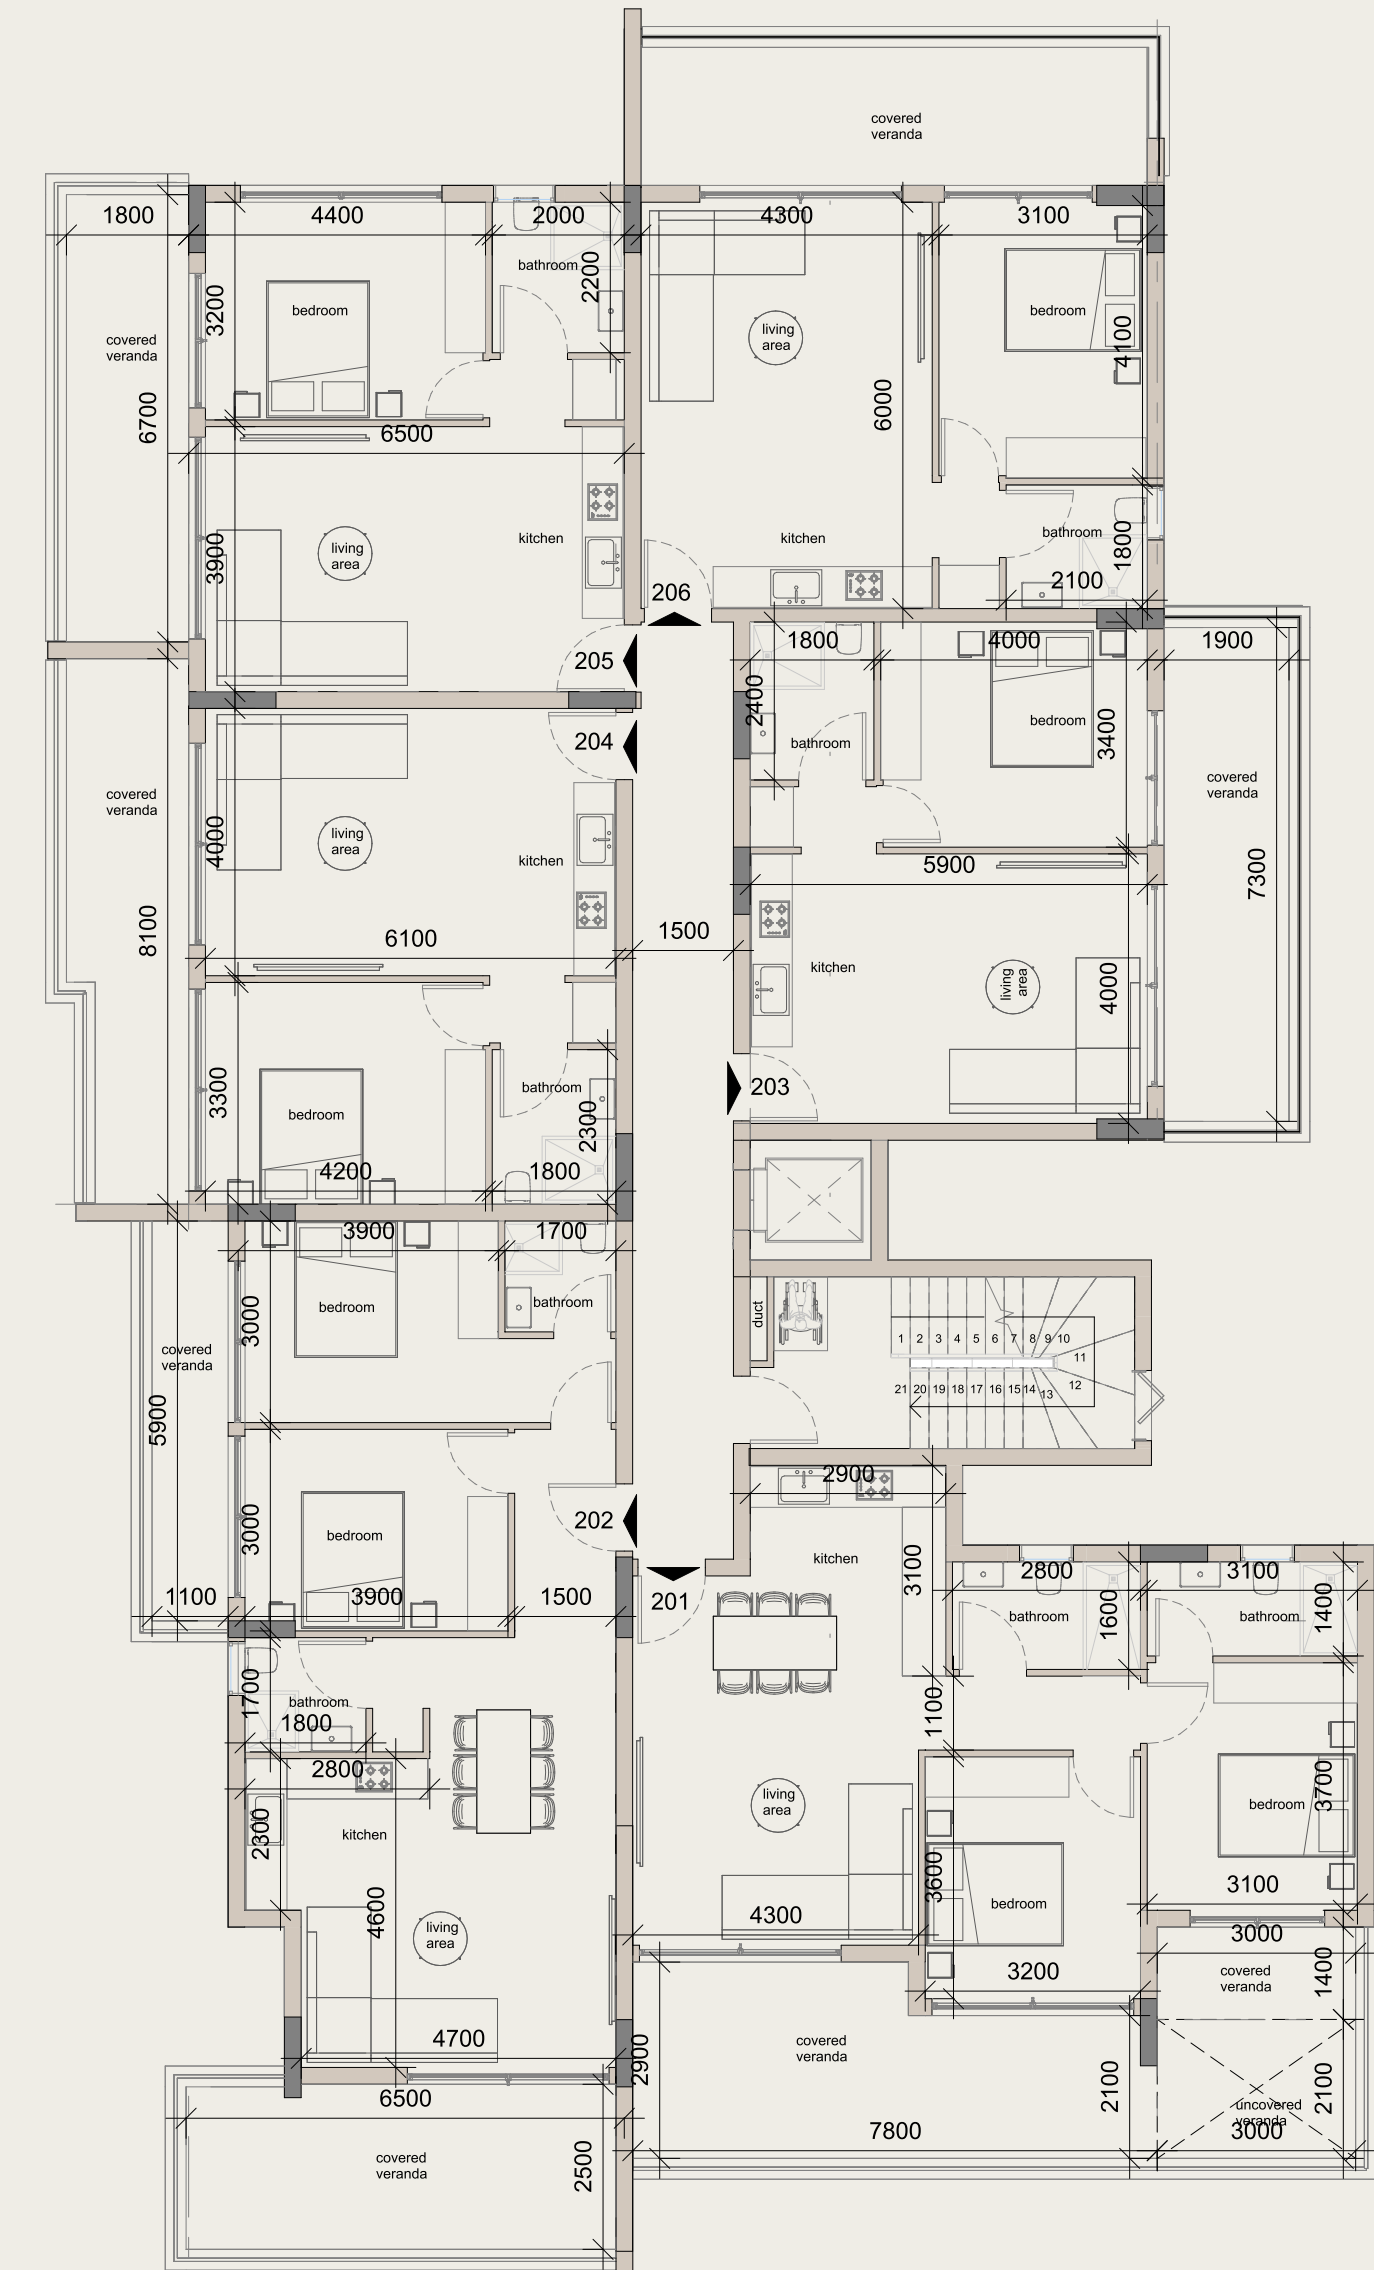 covered
veranda
1800
4400
2000
4300
3100
bathroom
2200
3200
bedroom
bedroom
living
area
4100
covered
veranda
6700
6000
6500
kitchen
kitchen
bathroom
1800
living
area
3900
2100
206
205
1800
4000
1900
204
2400
bedroom
3400
bathroom
covered
veranda
covered
veranda
living
area
4000
kitchen
5900
7300
8100
6100
1500
kitchen
living
area
4000
bathroom
203
3300
bedroom
2300
4200
1800
3900
1700
bathroom
bedroom
3000
duct
covered
veranda
1 2 3 4 5 6 7 8 9 10
11
12
21 20 19 18 17 16 15 14 13
5900
2900
3000
bedroom
202
kitchen
3100
2800
3100
1100
3900
1500
201
bathroom
1600
bathroom
1400
1700
bathroom
1800
1100
2800
living
area
bedroom
3700
2300
kitchen
4600
living
area
3600
bedroom
3100
4300
3000
3200
covered
veranda
1400
4700
2900
covered
veranda
6500
2100
2100
uncovered
veranda
7800
3000
covered
veranda
2500